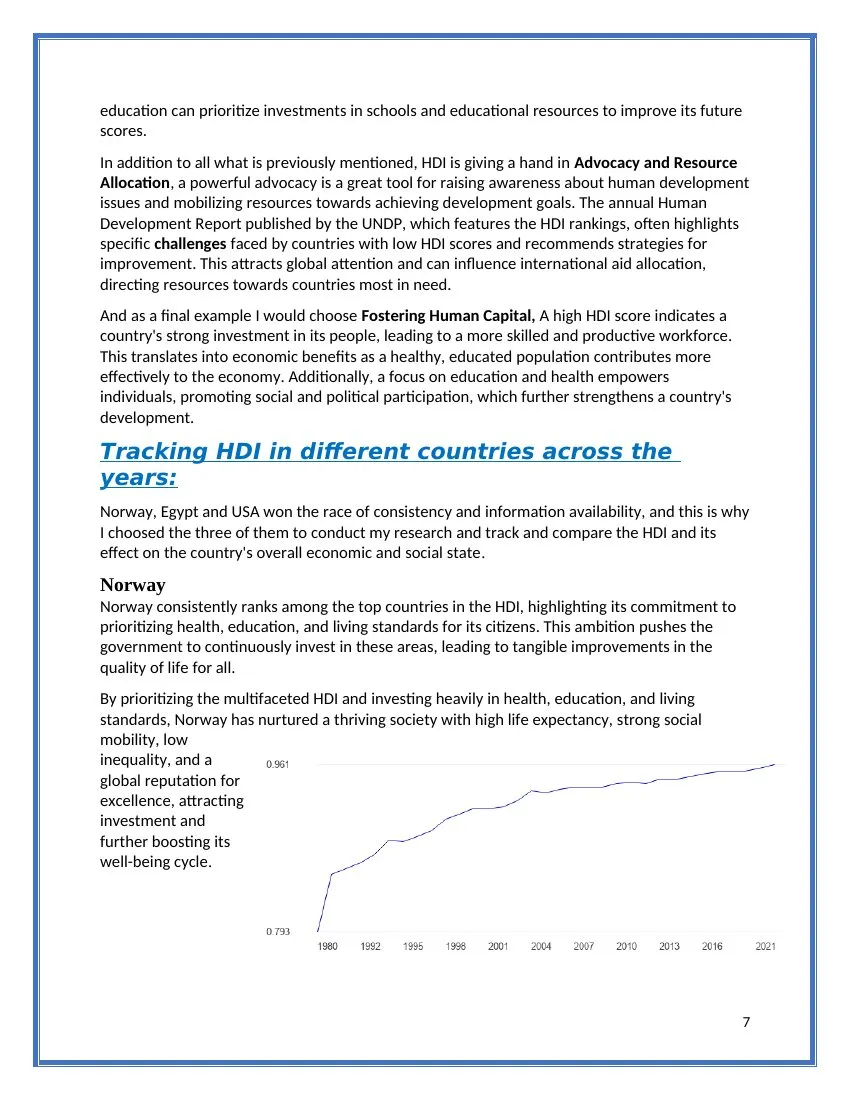 education can prioritize investments in schools and educational resources to improve its future
scores.
In addition to all what is previously mentioned, HDI is giving a hand in Advocacy and Resource
Allocation, a powerful advocacy is a great tool for raising awareness about human development
issues and mobilizing resources towards achieving development goals. The annual Human
Development Report published by the UNDP, which features the HDI rankings, often highlights
specific challenges faced by countries with low HDI scores and recommends strategies for
improvement. This attracts global attention and can influence international aid allocation,
directing resources towards countries most in need.
And as a final example I would choose Fostering Human Capital, A high HDI score indicates a
country's strong investment in its people, leading to a more skilled and productive workforce.
This translates into economic benefits as a healthy, educated population contributes more
effectively to the economy. Additionally, a focus on education and health empowers
individuals, promoting social and political participation, which further strengthens a country's
development.
Tracking HDI in different countries across the
years:
Norway, Egypt and USA won the race of consistency and information availability, and this is why
I choosed the three of them to conduct my research and track and compare the HDI and its
effect on the country's overall economic and social state.
Norway
Norway consistently ranks among the top countries in the HDI, highlighting its commitment to
prioritizing health, education, and living standards for its citizens. This ambition pushes the
government to continuously invest in these areas, leading to tangible improvements in the
quality of life for all.
By prioritizing the multifaceted HDI and investing heavily in health, education, and living
standards, Norway has nurtured a thriving society with high life expectancy, strong social
mobility, low
inequality, and a
global reputation for
excellence, attracting
investment and
further boosting its
well-being cycle.
0.961
0.793
1980 1992 1995 1998 2001 2004 2007 2010 2013 2016 2021
7